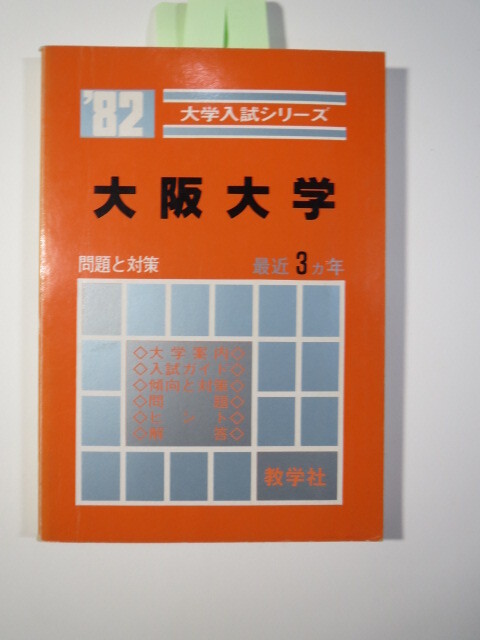 '82
大学入試シリーズ
大阪大学
問題と対策
最近3ヵ年
◇大学案内◇
◇入試ガイド◇
◇傾向と対策◇
◇問題◇
◇ヒント◇
◇解答◇
教学社